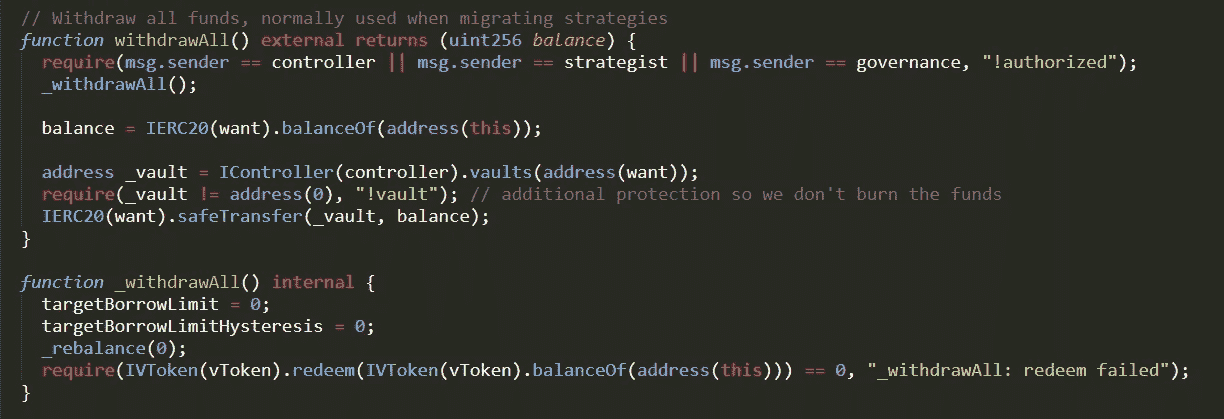 // Withdraw all funds, normally used when migrating strategies
function withdrawAll() external returns (uint256 balance) {
require(msg.sender == controller || msg.sender == strategist || msg.sender == governance, "!authorized");
_withdrawAll();
balance = IERC20(want).balanceOf(address(this));
address _vault = IController(controller).vaults(address(want));
require(_vault != address(0), "!vault"); // additional protection so we don't burn the funds
IERC20(want).safeTransfer(_vault, balance);
}
function _withdrawAll() internal {
targetBorrowLimit = 0;
targetBorrowLimitHysteresis = 0;
_rebalance(0);
require(IVToken(vToken).redeem(IVToken(vToken).balanceOf(address(this))) == 0, "_withdrawAll: redeem failed");
}